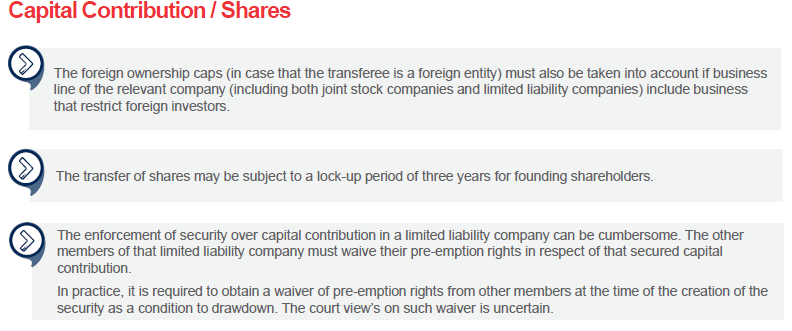 Capital Contribution / Shares
The foreign ownership caps (in case that the transferee is a foreign entity) must also be taken into account if business
line of the relevant company (including both joint stock companies and limited liability companies) include business
that restrict foreign investors.
The transfer of shares may be subject to a lock-up period of three years for founding shareholders.
The enforcement of security over capital contribution in a limited liability company can be cumbersome. The other
members of that limited liability company must waive their pre-emption rights in respect of that secured capital
contribution.
In practice, it is required to obtain a waiver of pre-emption rights from other members at the time of the creation of the
security as a condition to drawdown. The court view's on such waiver is uncertain.